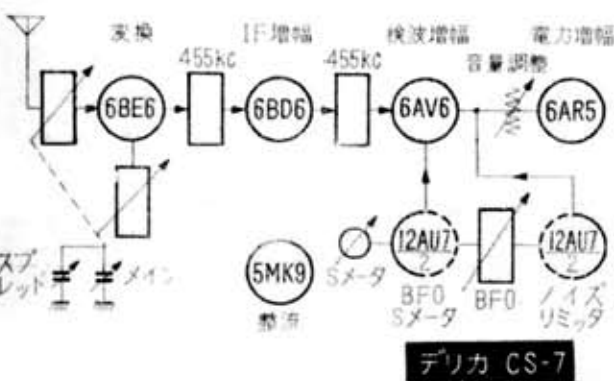 変換 IF増幅 検波増幅 電力増幅
455kc 455kc 音量調整
6BE6 6BD6 6AV6 6AR5
スプレッド メイン
5MK9
整流
Sメータ
12AU7
2
BFO
Sメータ
BFO
12AU7
2
ノイズ
リミッタ
デリカ CS-7